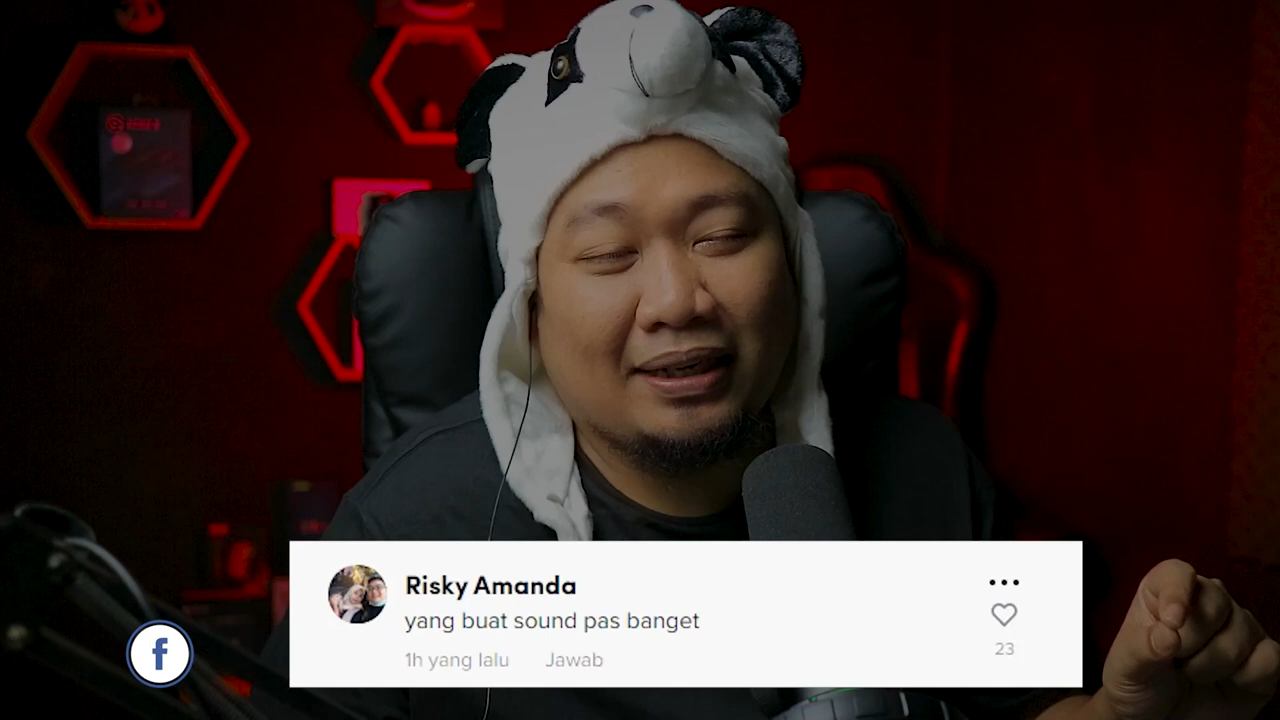 Risky Amanda
yang buat sound pas banget
1h yang lalu Jawab
23
f